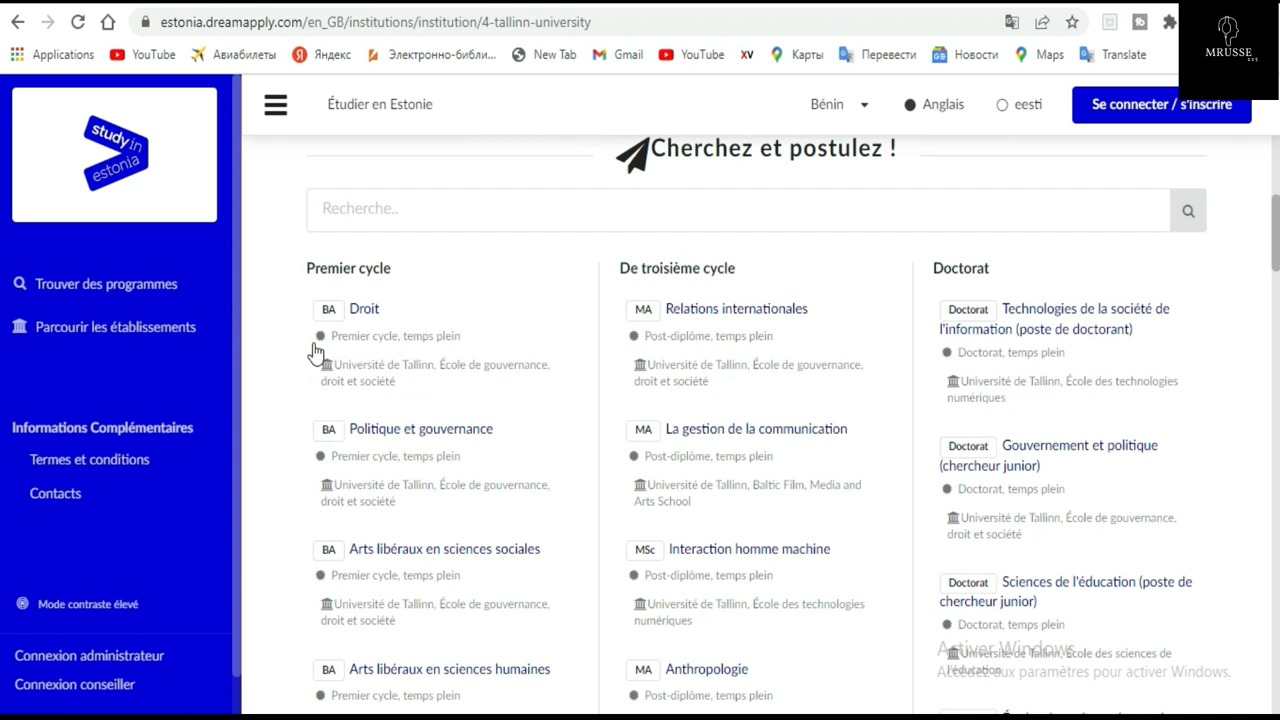 estonia.dreamapply.com/en_GB/institutions/institution/4-tallinn-university
Applications YouTube Авиабилеты Яндекс Электронно-библи... New Tab Gmail YouTube XV Карты Перевести Новости Maps Translate
MRUSSE
225
study in
estonia
Étudier en Estonie Bénin Anglais eesti Se connecter / s'inscrire
Trouver des programmes
Parcourir les établissements
Informations Complémentaires
Termes et conditions
Contacts
Mode contraste élevé
Connexion administrateur
Connexion conseiller
Cherchez et postulez !
Recherche..
Premier cycle
BA Droit
Premier cycle, temps plein
Université de Tallinn, École de gouvernance,
droit et société
BA Politique et gouvernance
Premier cycle, temps plein
Université de Tallinn, École de gouvernance,
droit et société
BA Arts libéraux en sciences sociales
Premier cycle, temps plein
Université de Tallinn, École de gouvernance,
droit et société
BA Arts libéraux en sciences humaines
Premier cycle, temps plein
De troisième cycle
MA Relations internationales
Post-diplôme, temps plein
Université de Tallinn, École de gouvernance,
droit et société
MA La gestion de la communication
Post-diplôme, temps plein
Université de Tallinn, Baltic Film, Media and
Arts School
MSc Interaction homme machine
Post-diplôme, temps plein
Université de Tallinn, École des technologies
numériques
MA Anthropologie
Post-diplôme, temps plein
Doctorat
Doctorat Technologies de la société de
l'information (poste de doctorant)
Doctorat, temps plein
Université de Tallinn, École des technologies
numériques
Doctorat Gouvernement et politique
(chercheur junior)
Doctorat, temps plein
Université de Tallinn, École de gouvernance,
droit et société
Doctorat Sciences de l'éducation (poste de
chercheur junior)
Doctorat, temps plein
Université de Tallinn, École des sciences de
l'éducation
Activer Windows
Accédez aux paramètres pour activer Windows.